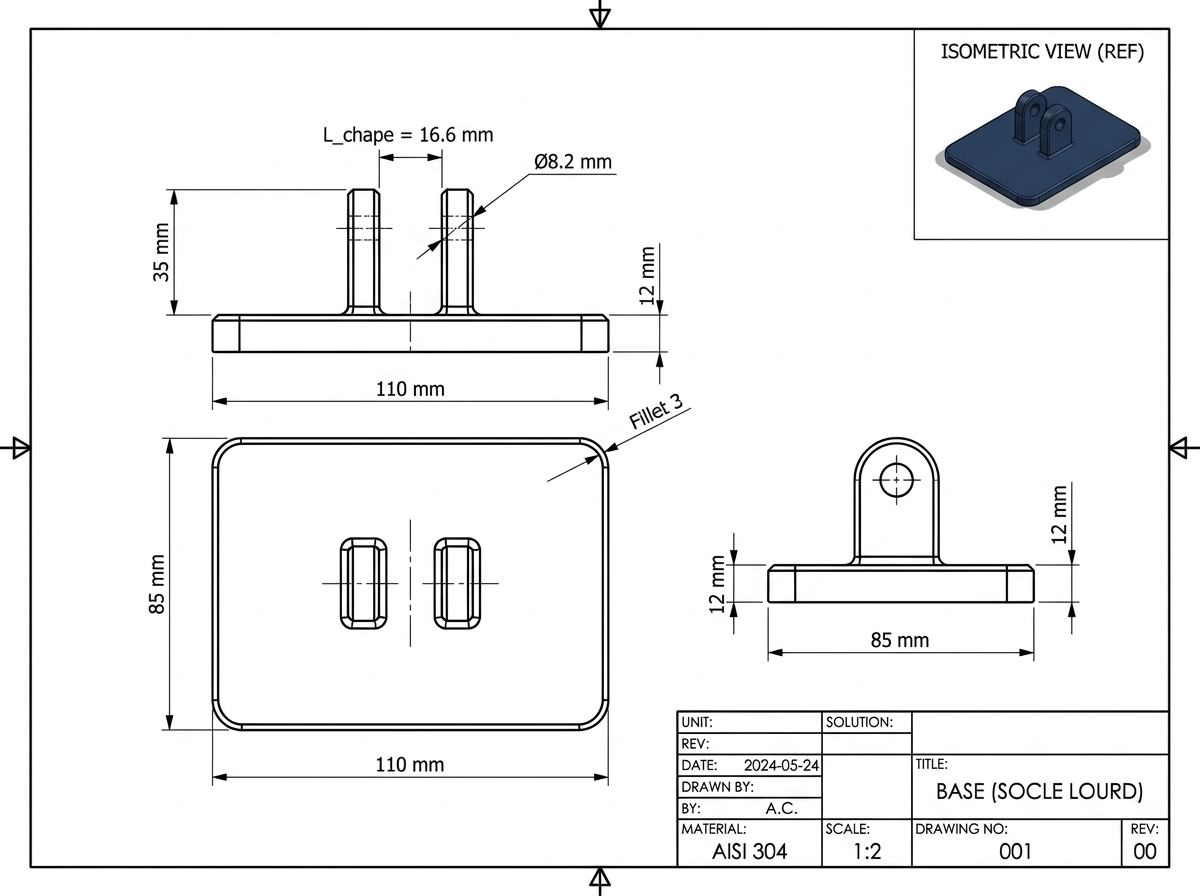 ISOMETRIC VIEW (REF)
L_chape = 16.6 mm
Ø8.2 mm
35 mm
12 mm
110 mm
Fillet 3
85 mm
110 mm
12 mm
12 mm
85 mm
UNIT:
SOLUTION:
REV:
DATE: 2024-05-24
TITLE:
DRAWN BY:
BASE (SOCLE LOURD)
BY: A.C.
MATERIAL:
SCALE:
DRAWING NO:
REV:
AISI 304
1:2
001
00